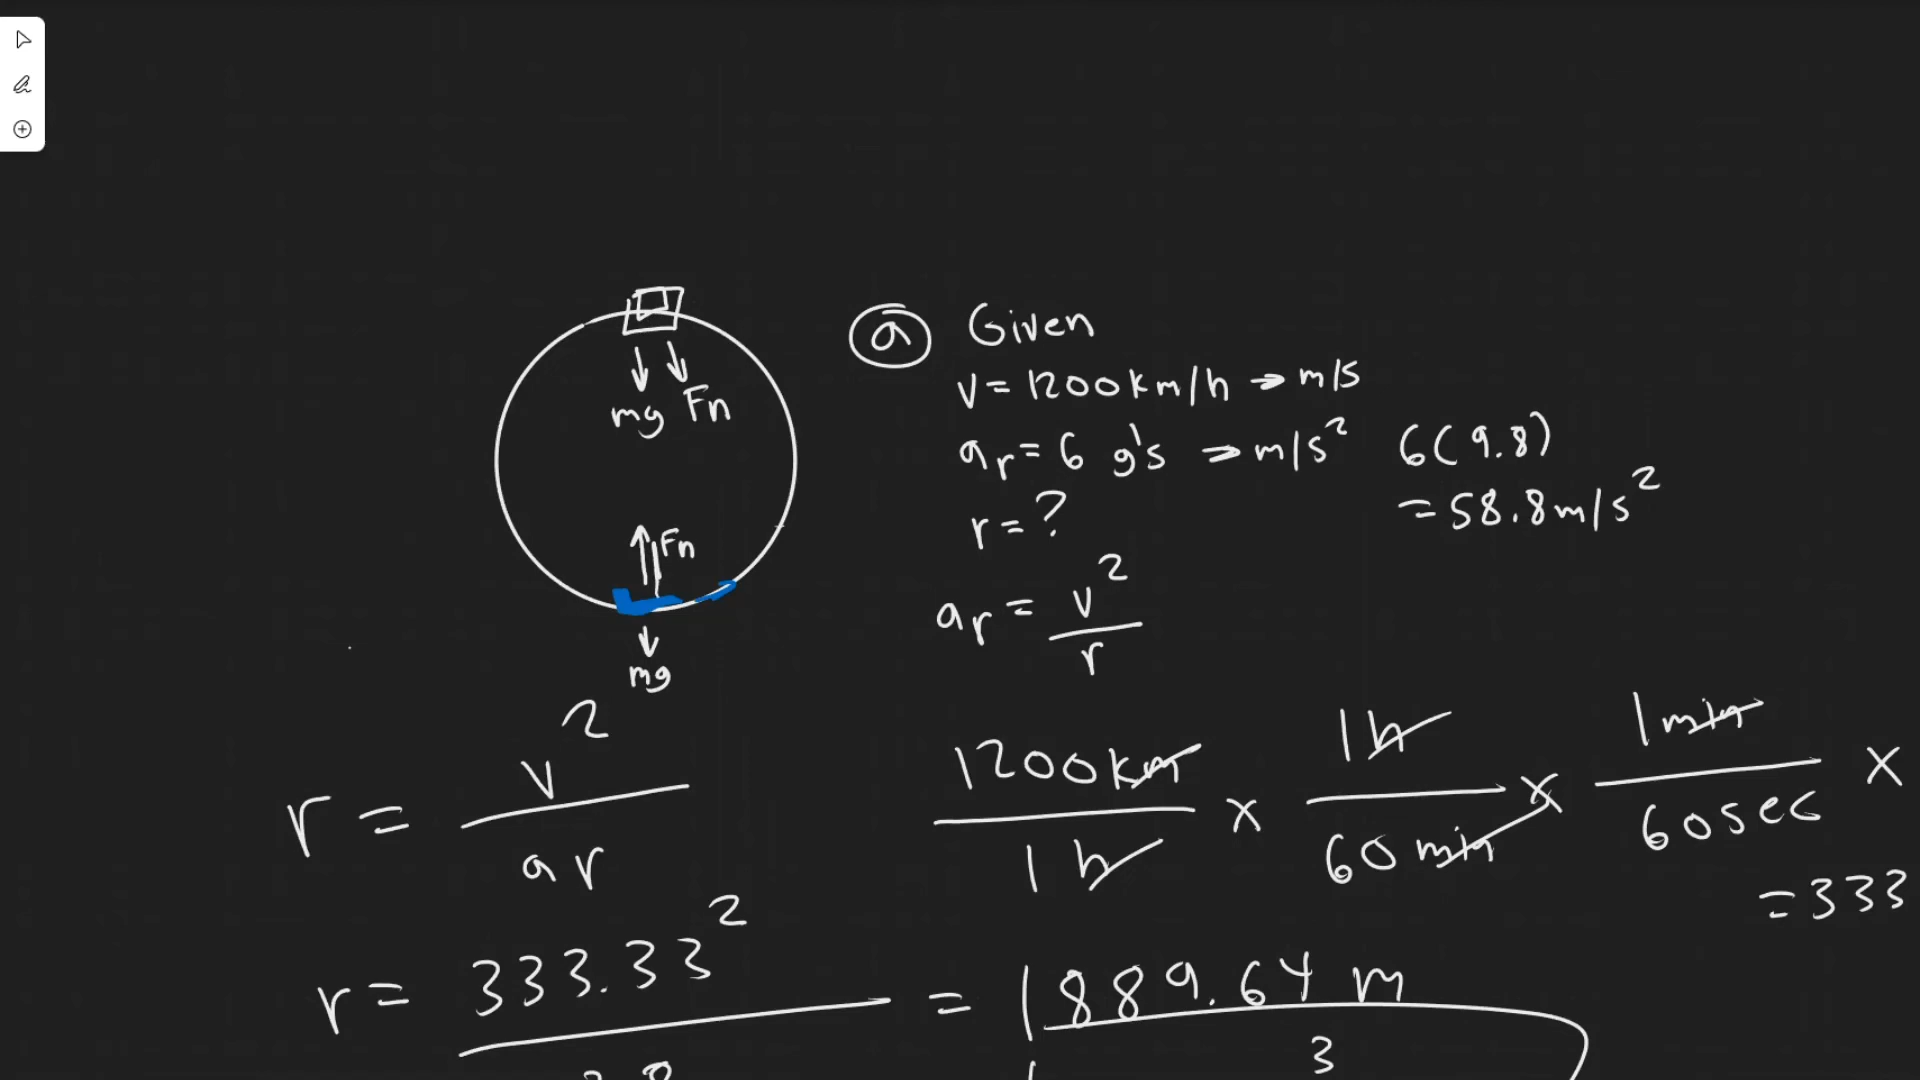 mg Fn
Fn
mg
ⓐ Given
v = 1200km/h → m/s
ar = 6 g's → m/s² 6(9.8)
= 58.8m/s²
r = ?
ar = v²/r
r = v²/ar
1200km/1h x 1h/60min x 1min/60sec x
= 333
r = 333.33² = 1889.64 m
3